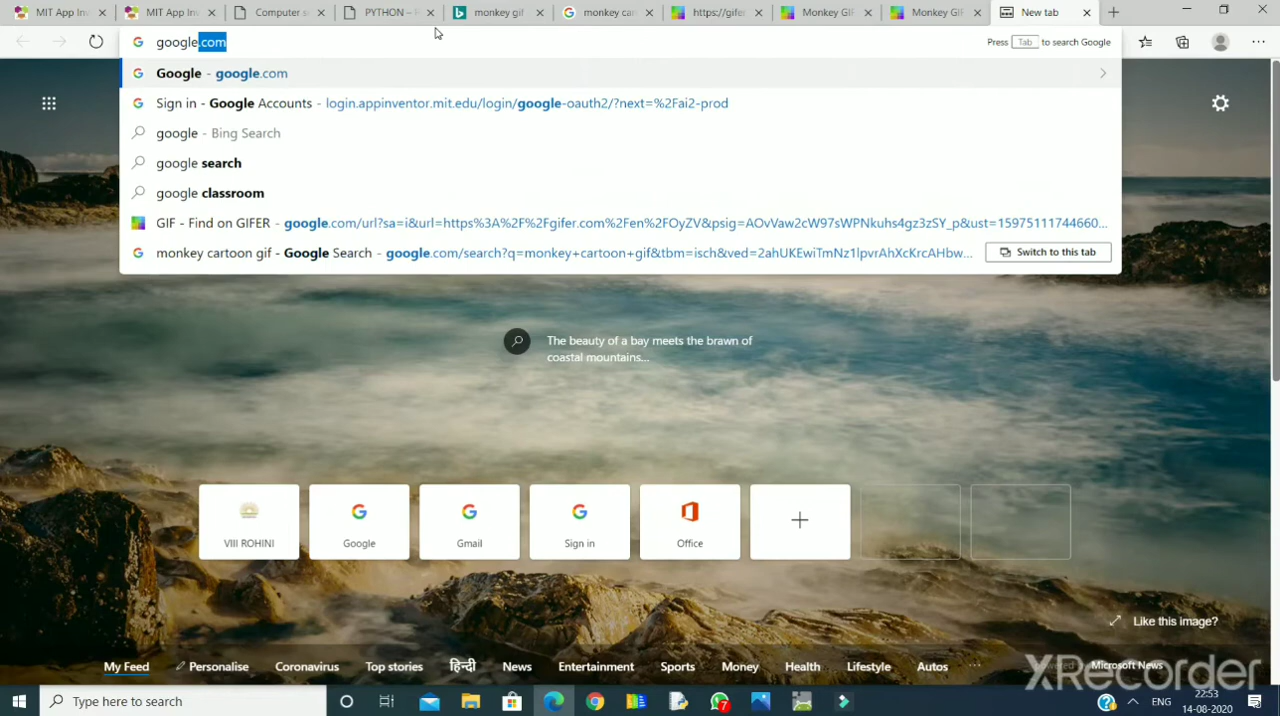 MIT App Inv
MIT App Inv
Computer s
PYTHON – P
monkey gif
monkey car
https://gifer
Monkey GIF
Monkey GIF
New tab
google.com
Press Tab to search Google
Google - google.com
Sign in - Google Accounts - login.appinventor.mit.edu/login/google-oauth2/?next=%2Fai2-prod
google - Bing Search
google search
google classroom
GIF - Find on GIFER - google.com/url?sa=i&url=https%3A%2F%2Fgifer.com%2Fen%2FOyZV&psig=AOvVaw2cW97sWPNkuhs4gz3zSY_p&ust=15975111744660...
monkey cartoon gif - Google Search - google.com/search?q=monkey+cartoon+gif&tbm=isch&ved=2ahUKEwiTmNz1lpvrAhXcKrcAHbw...
Switch to this tab
The beauty of a bay meets the brawn of
coastal mountains...
VIII ROHINI
Google
Gmail
Sign in
Office
Like this image?
My Feed
Personalise
Coronavirus
Top stories
हिन्दी
News
Entertainment
Sports
Money
Health
Lifestyle
Autos
Microsoft News
XRecorder
Type here to search
7
ENG
22:53
14-08-2020